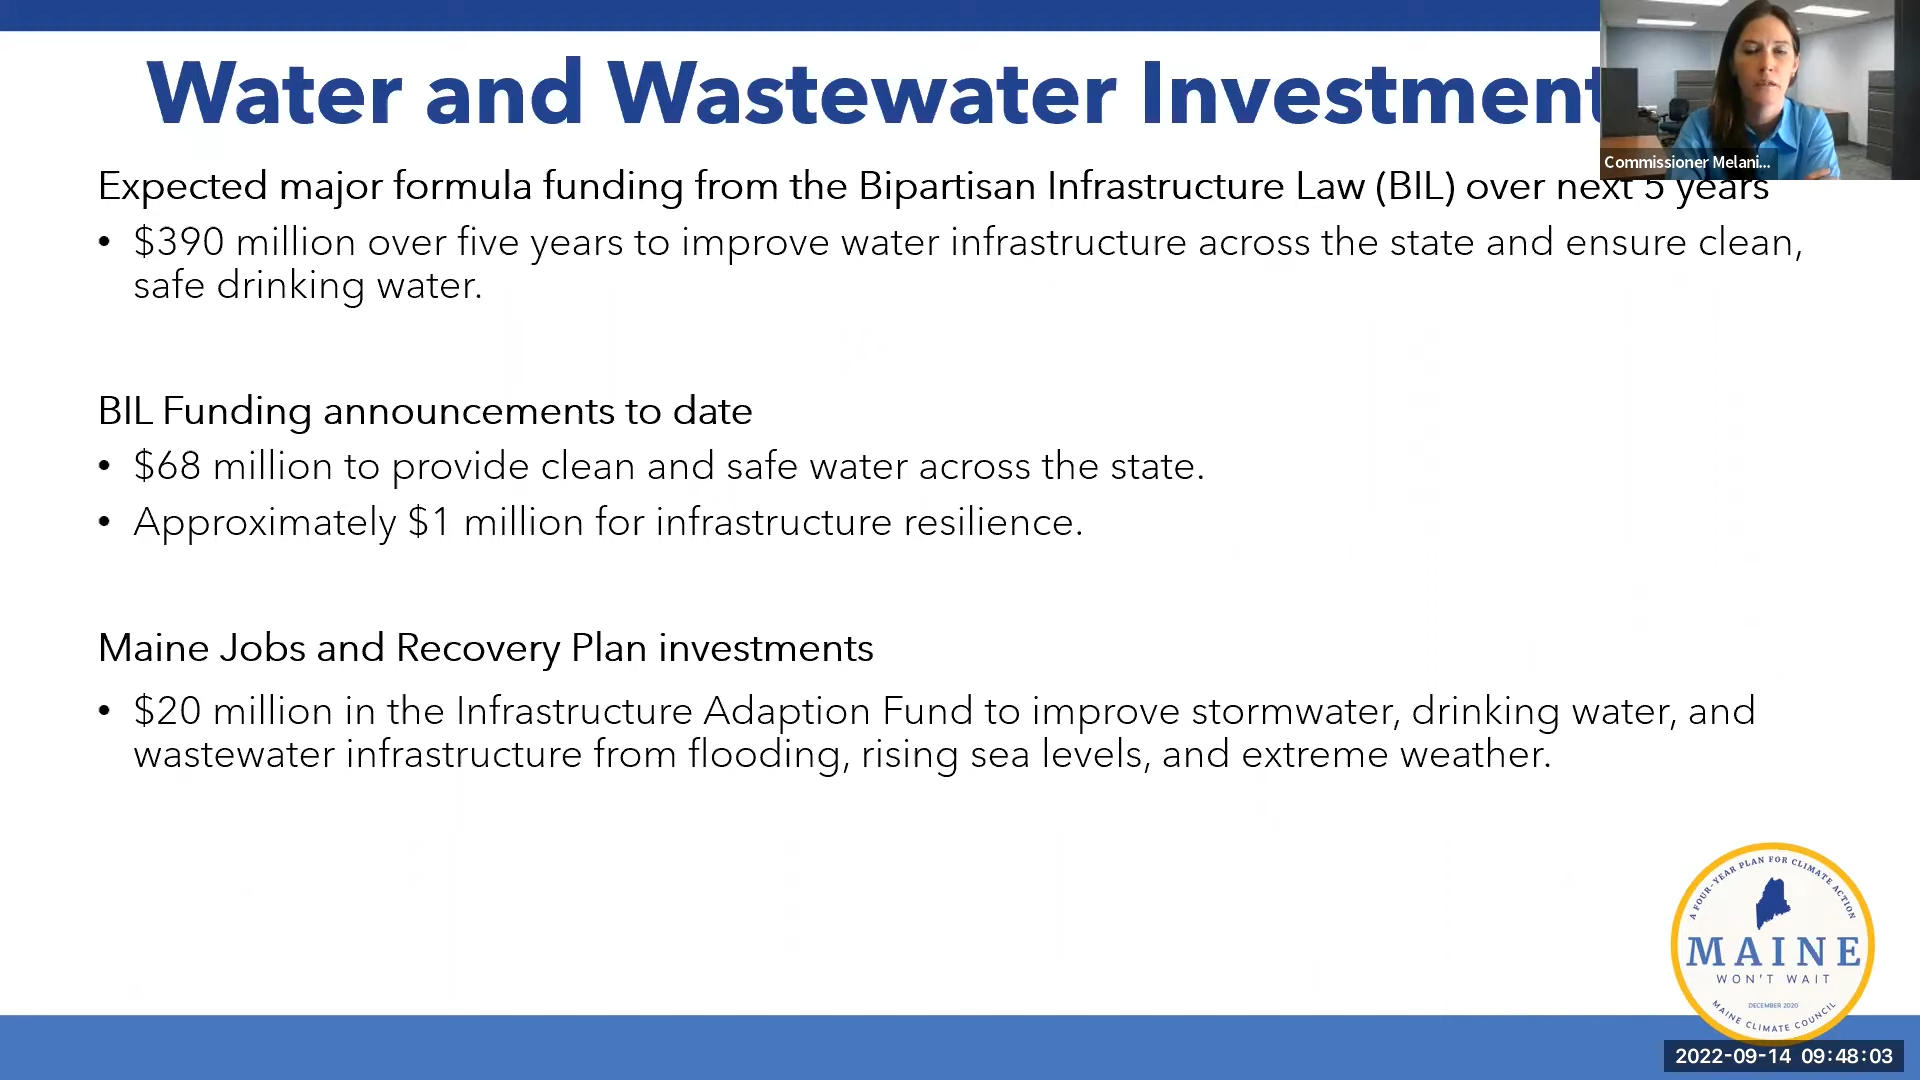 Water and Wastewater Investment
Commissioner Melani...
Expected major formula funding from the Bipartisan Infrastructure Law (BIL) over next 5 years
• $390 million over five years to improve water infrastructure across the state and ensure clean,
safe drinking water.
BIL Funding announcements to date
• $68 million to provide clean and safe water across the state.
• Approximately $1 million for infrastructure resilience.
Maine Jobs and Recovery Plan investments
• $20 million in the Infrastructure Adaption Fund to improve stormwater, drinking water, and
wastewater infrastructure from flooding, rising sea levels, and extreme weather.
A FOUR-YEAR PLAN FOR CLIMATE ACTION
MAINE
WON'T WAIT
DECEMBER 2020
MAINE CLIMATE COUNCIL
2022-09-14 09:48:03